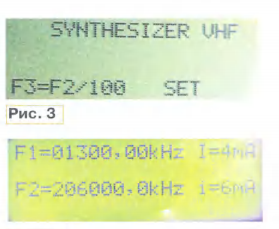 SYNTHESIZER VHF
F3=F2/100 SET
Рис. 3
F1=01300,00kHz I=4mA
F2=206000,0kHz i=6mA